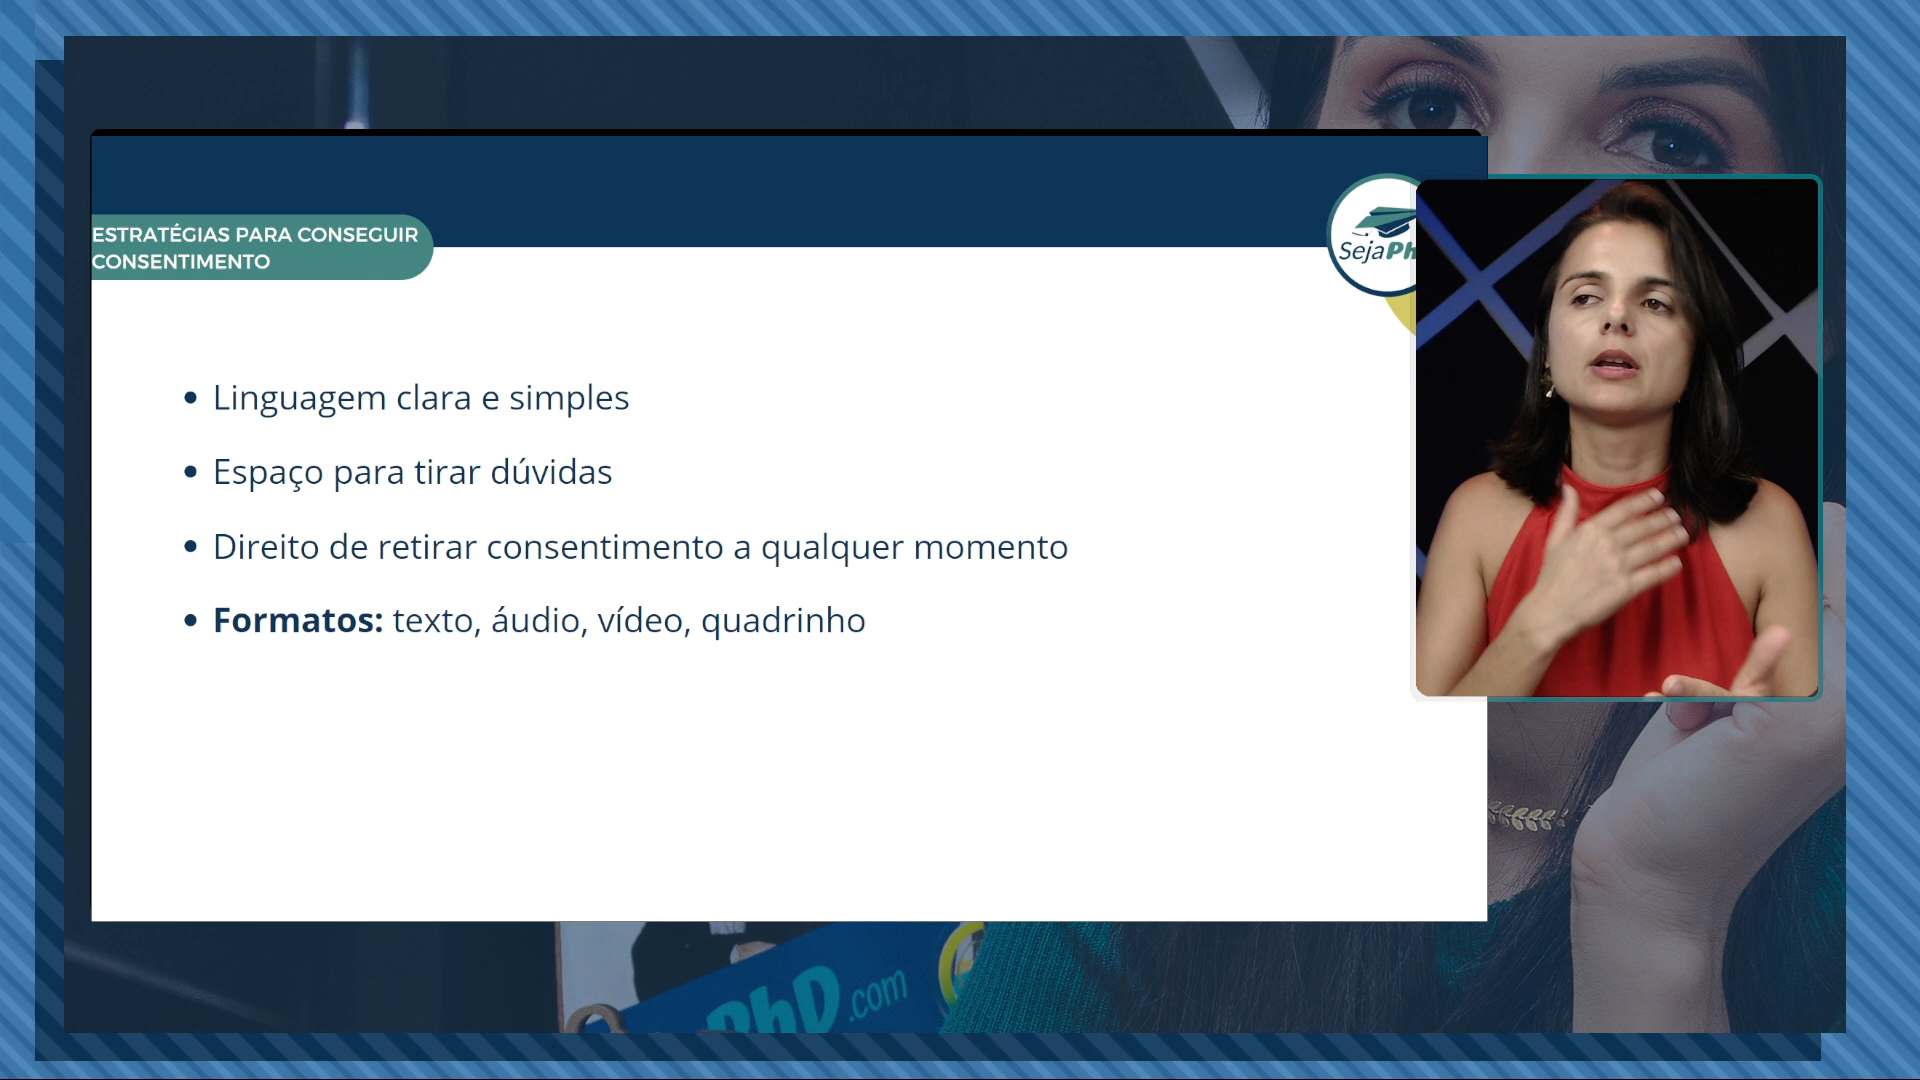 ESTRATÉGIAS PARA CONSEGUIR
CONSENTIMENTO
SejaPh
• Linguagem clara e simples
• Espaço para tirar dúvidas
• Direito de retirar consentimento a qualquer momento
• Formatos: texto, áudio, vídeo, quadrinho
PhD.com